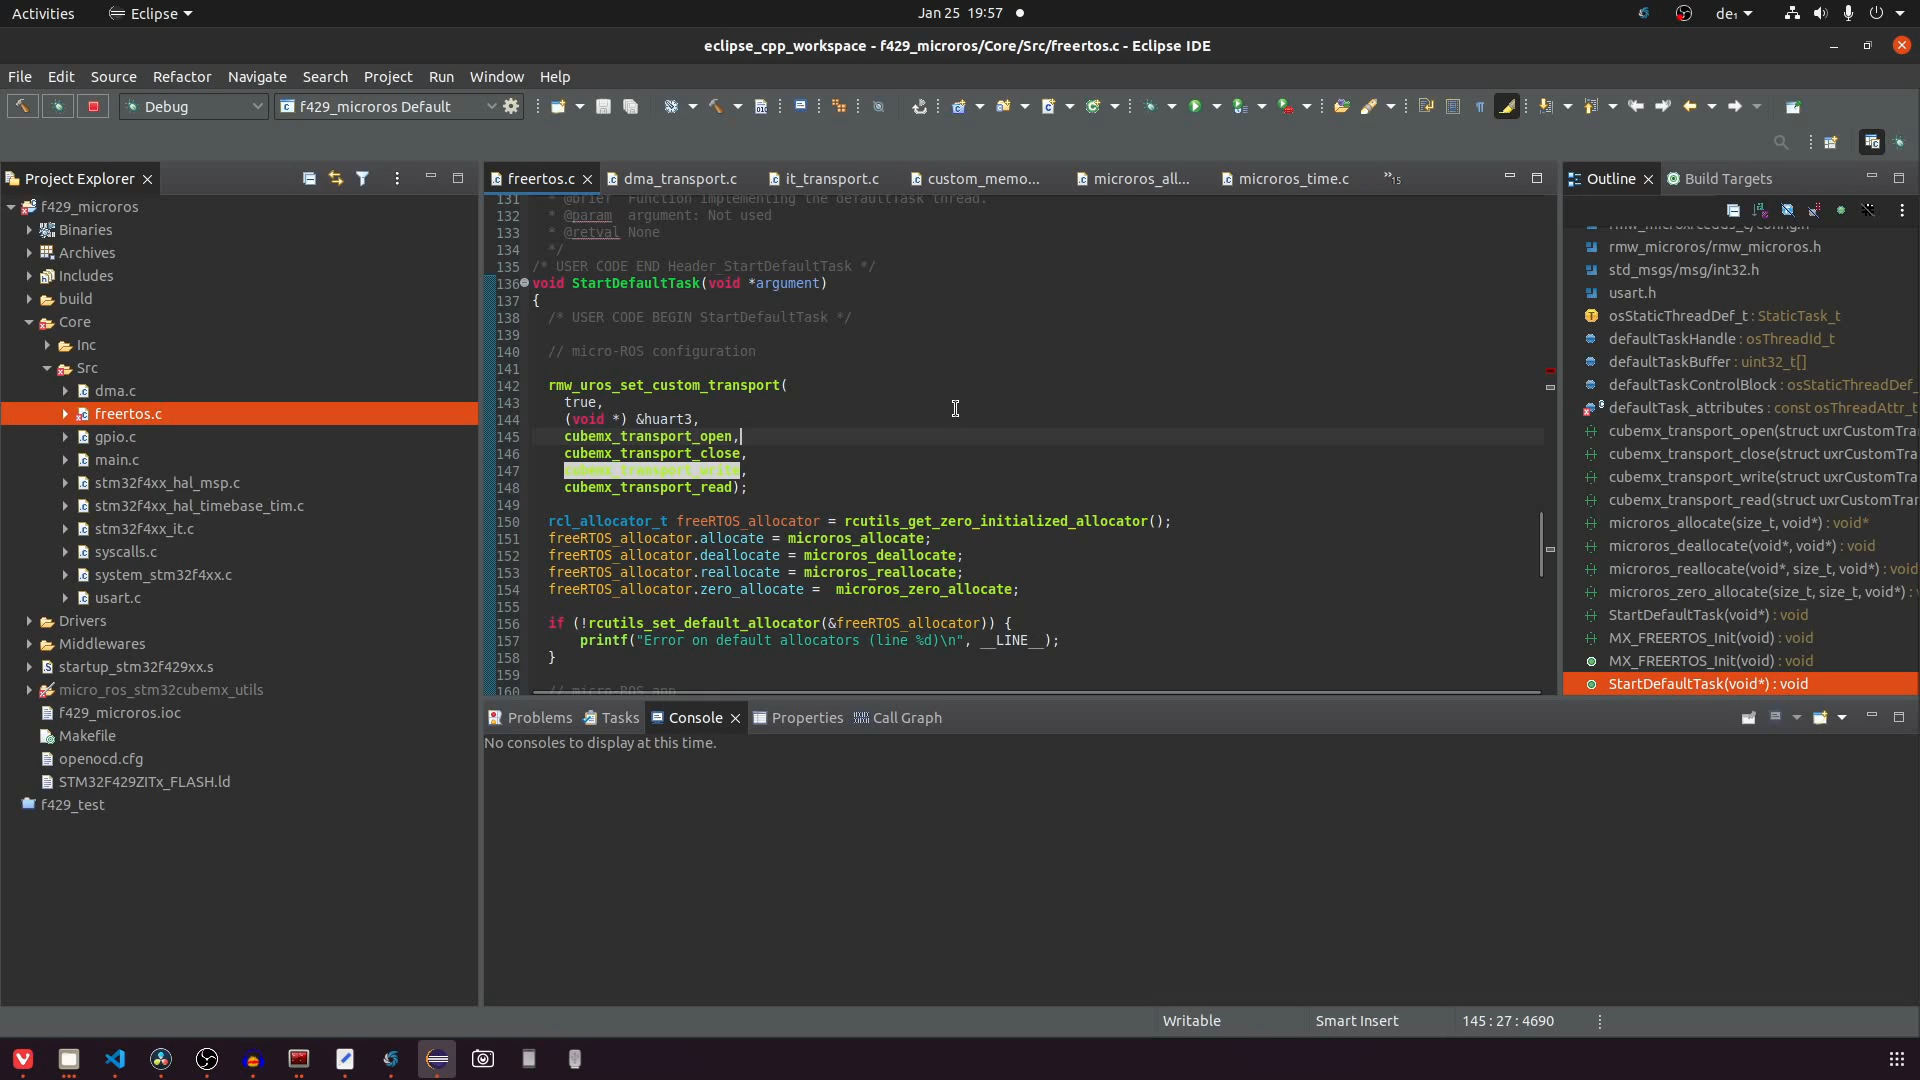 Activities
Eclipse
Jan 25 19:57
de₁
eclipse_cpp_workspace - f429_microros/Core/Src/freertos.c - Eclipse IDE
File Edit Source Refactor Navigate Search Project Run Window Help
Debug
f429_microros Default
Project Explorer
f429_microros
Binaries
Archives
Includes
build
Core
Inc
Src
dma.c
freertos.c
gpio.c
main.c
stm32f4xx_hal_msp.c
stm32f4xx_hal_timebase_tim.c
stm32f4xx_it.c
syscalls.c
system_stm32f4xx.c
usart.c
Drivers
Middlewares
startup_stm32f429xx.s
micro_ros_stm32cubemx_utils
f429_microros.ioc
Makefile
openocd.cfg
STM32F429ZITx_FLASH.ld
f429_test
freertos.c dma_transport.c it_transport.c custom_memo... microros_all... microros_time.c »15
131 * @brief Function implementing the defaultTask thread.
132 * @param argument: Not used
133 * @retval None
134 */
135 /* USER CODE END Header_StartDefaultTask */
136 void StartDefaultTask(void *argument)
137 {
138 /* USER CODE BEGIN StartDefaultTask */
139
140 // micro-ROS configuration
141
142 rmw_uros_set_custom_transport(
143 true,
144 (void *) &huart3,
145 cubemx_transport_open,
146 cubemx_transport_close,
147 cubemx_transport_write,
148 cubemx_transport_read);
149
150 rcl_allocator_t freeRTOS_allocator = rcutils_get_zero_initialized_allocator();
151 freeRTOS_allocator.allocate = microros_allocate;
152 freeRTOS_allocator.deallocate = microros_deallocate;
153 freeRTOS_allocator.reallocate = microros_reallocate;
154 freeRTOS_allocator.zero_allocate =  microros_zero_allocate;
155
156 if (!rcutils_set_default_allocator(&freeRTOS_allocator)) {
157 printf("Error on default allocators (line %d)\n", __LINE__);
158 }
159
160 // micro-ROS app
Outline
Build Targets
rmw_microxrcedds_c/config.h
rmw_microros/rmw_microros.h
std_msgs/msg/int32.h
usart.h
osStaticThreadDef_t : StaticTask_t
defaultTaskHandle : osThreadId_t
defaultTaskBuffer : uint32_t[]
defaultTaskControlBlock : osStaticThreadDef_
defaultTask_attributes : const osThreadAttr_t
cubemx_transport_open(struct uxrCustomTra
cubemx_transport_close(struct uxrCustomTra
cubemx_transport_write(struct uxrCustomTra
cubemx_transport_read(struct uxrCustomTra
microros_allocate(size_t, void*) : void*
microros_deallocate(void*, void*) : void
microros_reallocate(void*, size_t, void*) : void
microros_zero_allocate(size_t, size_t, void*) :
StartDefaultTask(void*) : void
MX_FREERTOS_Init(void) : void
MX_FREERTOS_Init(void) : void
StartDefaultTask(void*) : void
Problems Tasks Console Properties Call Graph
No consoles to display at this time.
Writable
Smart Insert
145 : 27 : 4690